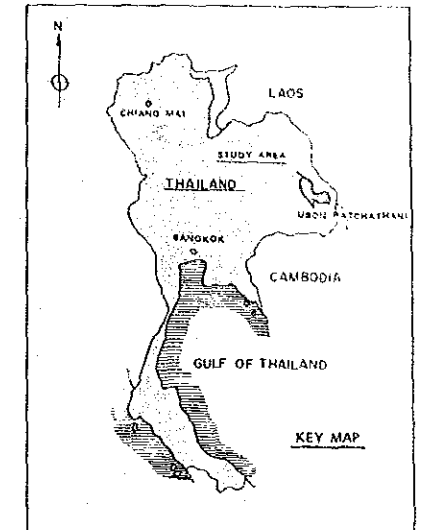 N
LAOS
CHIANG MAI
STUDY AREA
THAILAND
UBON RATCHATHANI
BANGKOK
CAMBODIA
GULF OF THAILAND
KEY MAP